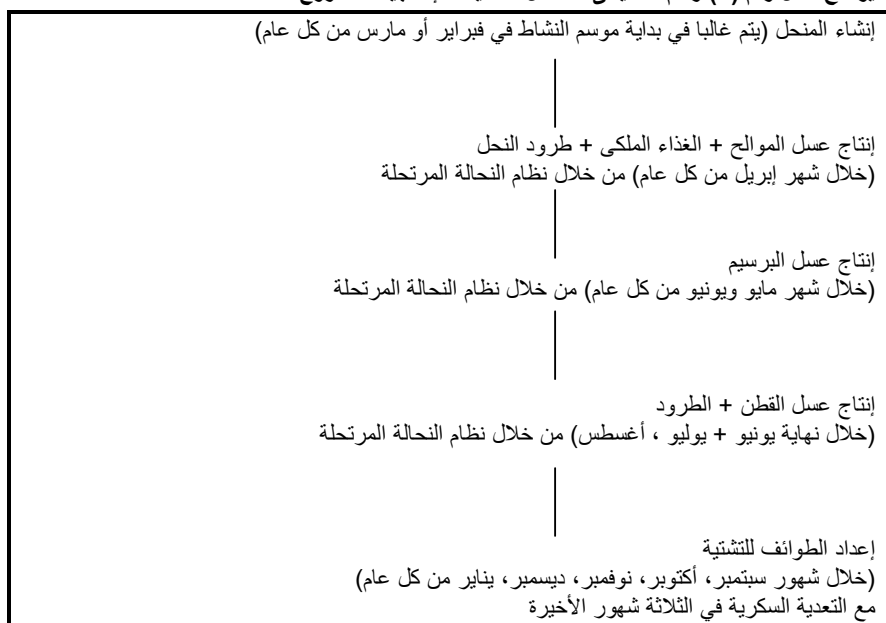 إنشاء المنحل (يتم غالبا في بداية موسم النشاط في فبراير أو مارس من كل عام)
إنتاج عسل الموالح + الغذاء الملكى + طرود النحل
(خلال شهر إبريل من كل عام) من خلال نظام النحالة المرتحلة
إنتاج عسل البرسيم
(خلال شهر مايو ويونيو من كل عام) من خلال نظام النحالة المرتحلة
إنتاج عسل القطن + الطرود
(خلال نهاية يونيو + يوليو ، أغسطس) من خلال نظام النحالة المرتحلة
إعداد الطوائف للتشتية
(خلال شهور سبتمبر، أكتوبر، نوفمبر، ديسمبر، يناير من كل عام)
مع التعدية السكرية في الثلاثة شهور الأخيرة